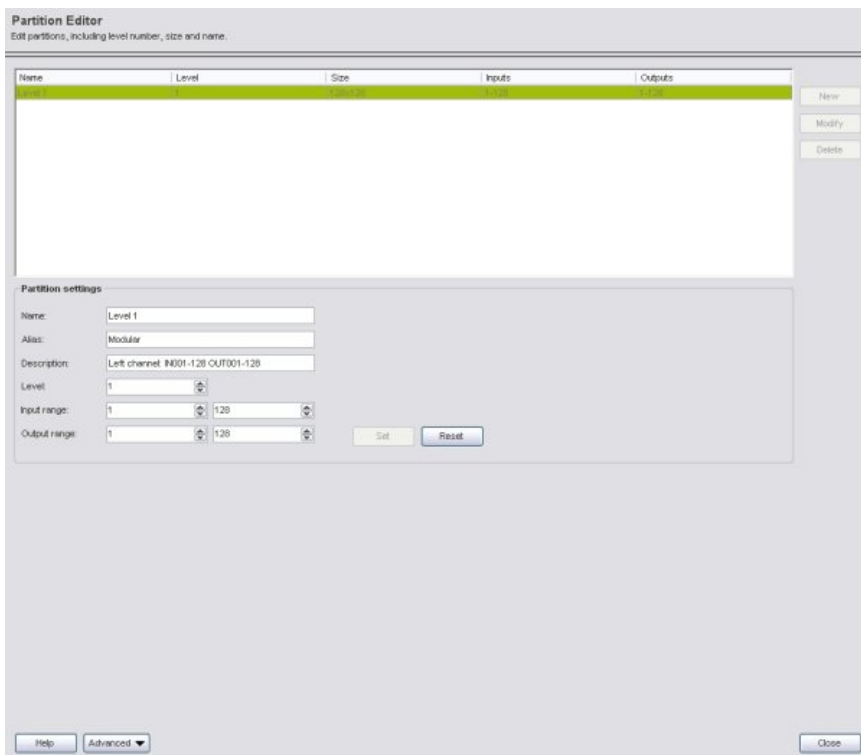 Partition Editor
Edit partitions, including level number, size and name.
Name Level Size Inputs Outputs
Level 1 1 128x128 1-128 1-128
New
Modify
Delete
Partition settings
Name: Level 1
Alias: Modular
Description: Left channel: IN001-128 OUT001-128
Level: 1
Input range: 1 128
Output range: 1 128 Set Reset
Help Advanced Close